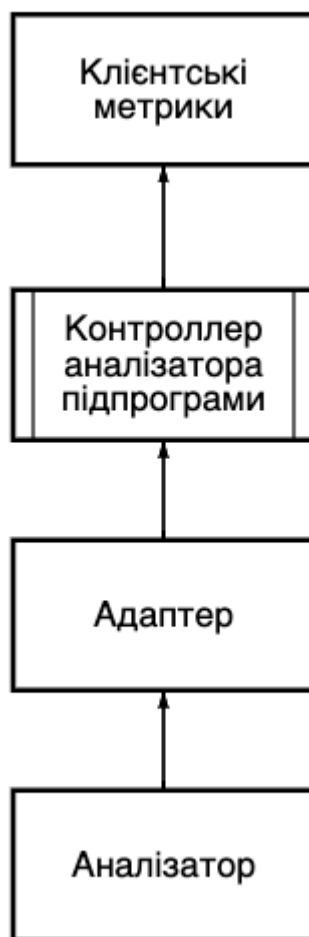 Клієнтські
метрики
Контроллер
аналізатора
підпрограми
Адаптер
Аналізатор